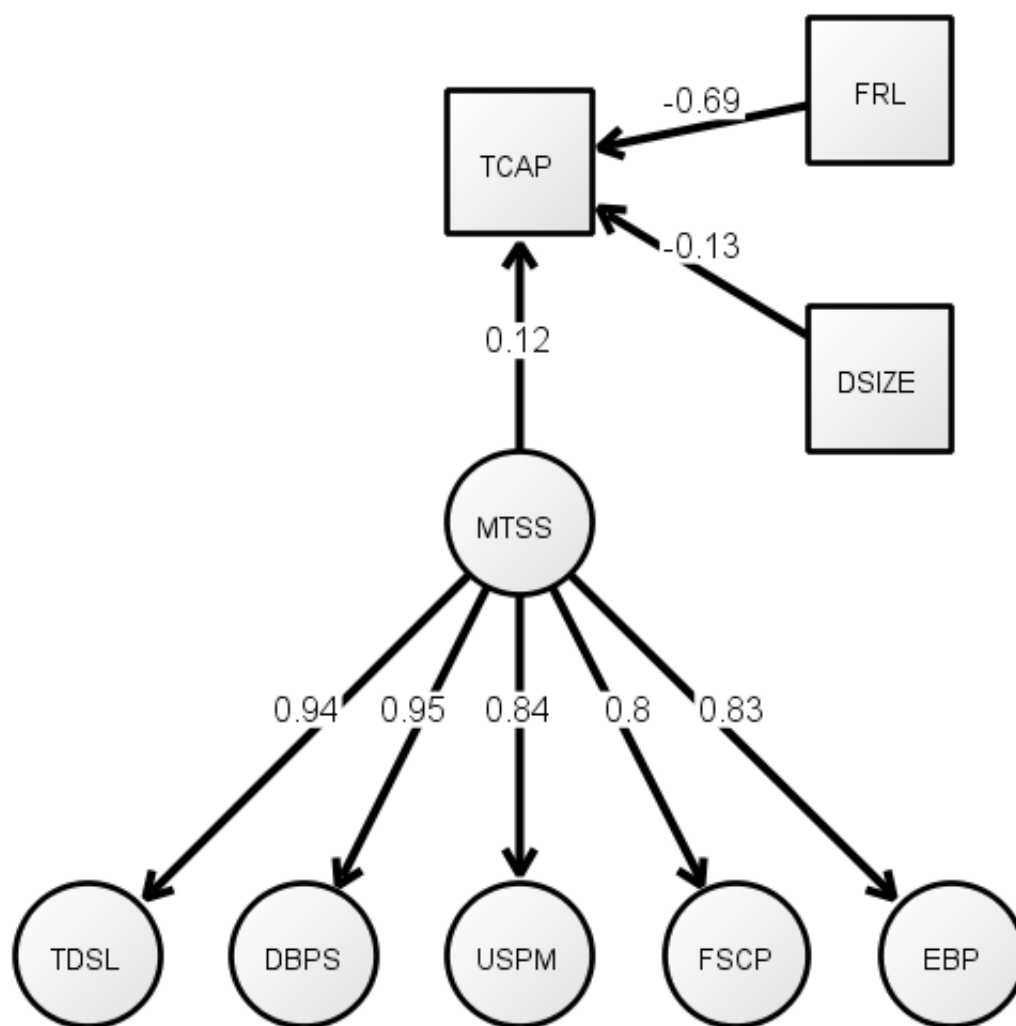 FRL
-0.69
TCAP
-0.13
0.12
DSIZE
MTSS
0.94 0.95 0.84 0.8 0.83
TDSL DBPS USPM FSCP EBP